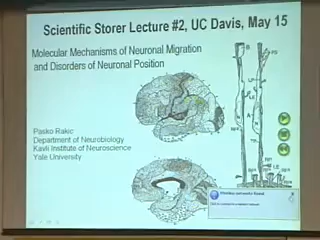 Scientific Storer Lecture #2, UC Davis, May 15
Molecular Mechanisms of Neuronal Migration
and Disorders of Neuronal Position
Pasko Rakic
Department of Neurobiology
Kavli Institute of Neuroscience
Yale University